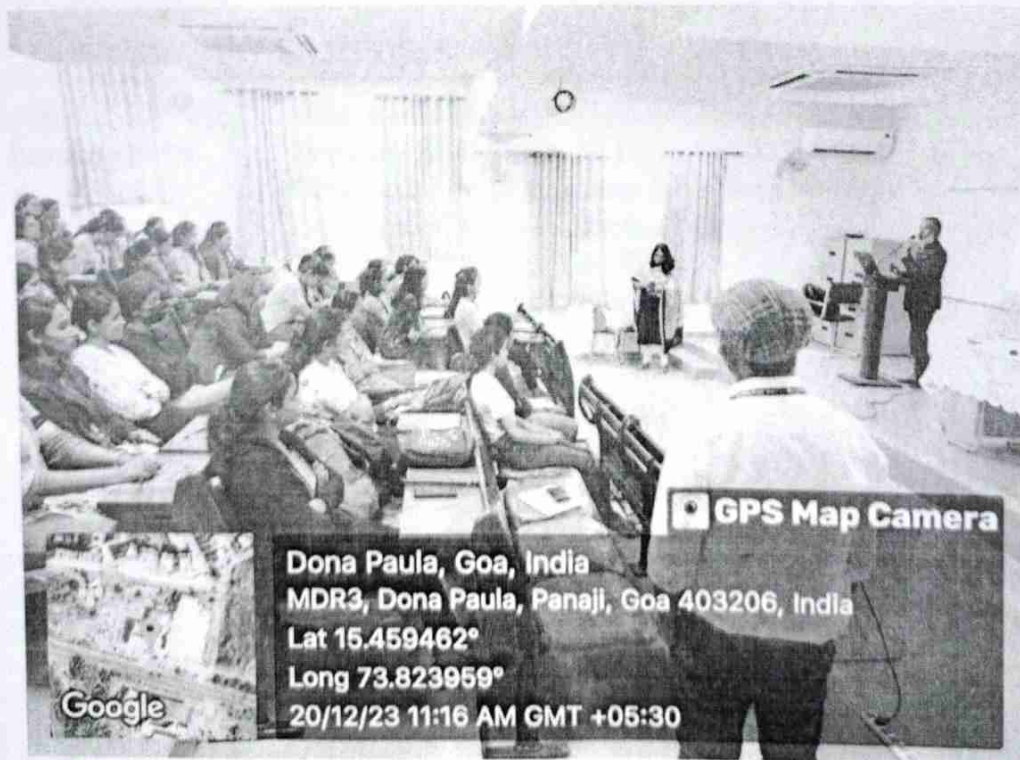 GPS Map Camera
Dona Paula, Goa, India
MDR3, Dona Paula, Panaji, Goa 403206, India
Lat 15.459462°
Long 73.823959°
20/12/23 11:16 AM GMT +05:30
Google